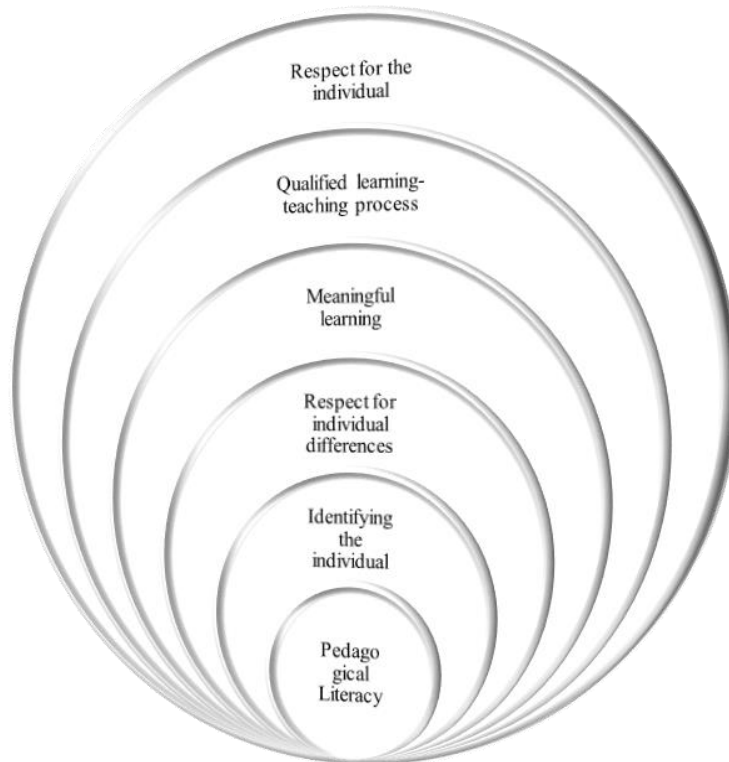 Respect for the
individual
Qualified learning-
teaching process
Meaningful
learning
Respect for
individual
differences
Identifying
the
individual
Pedago
gical
Literacy